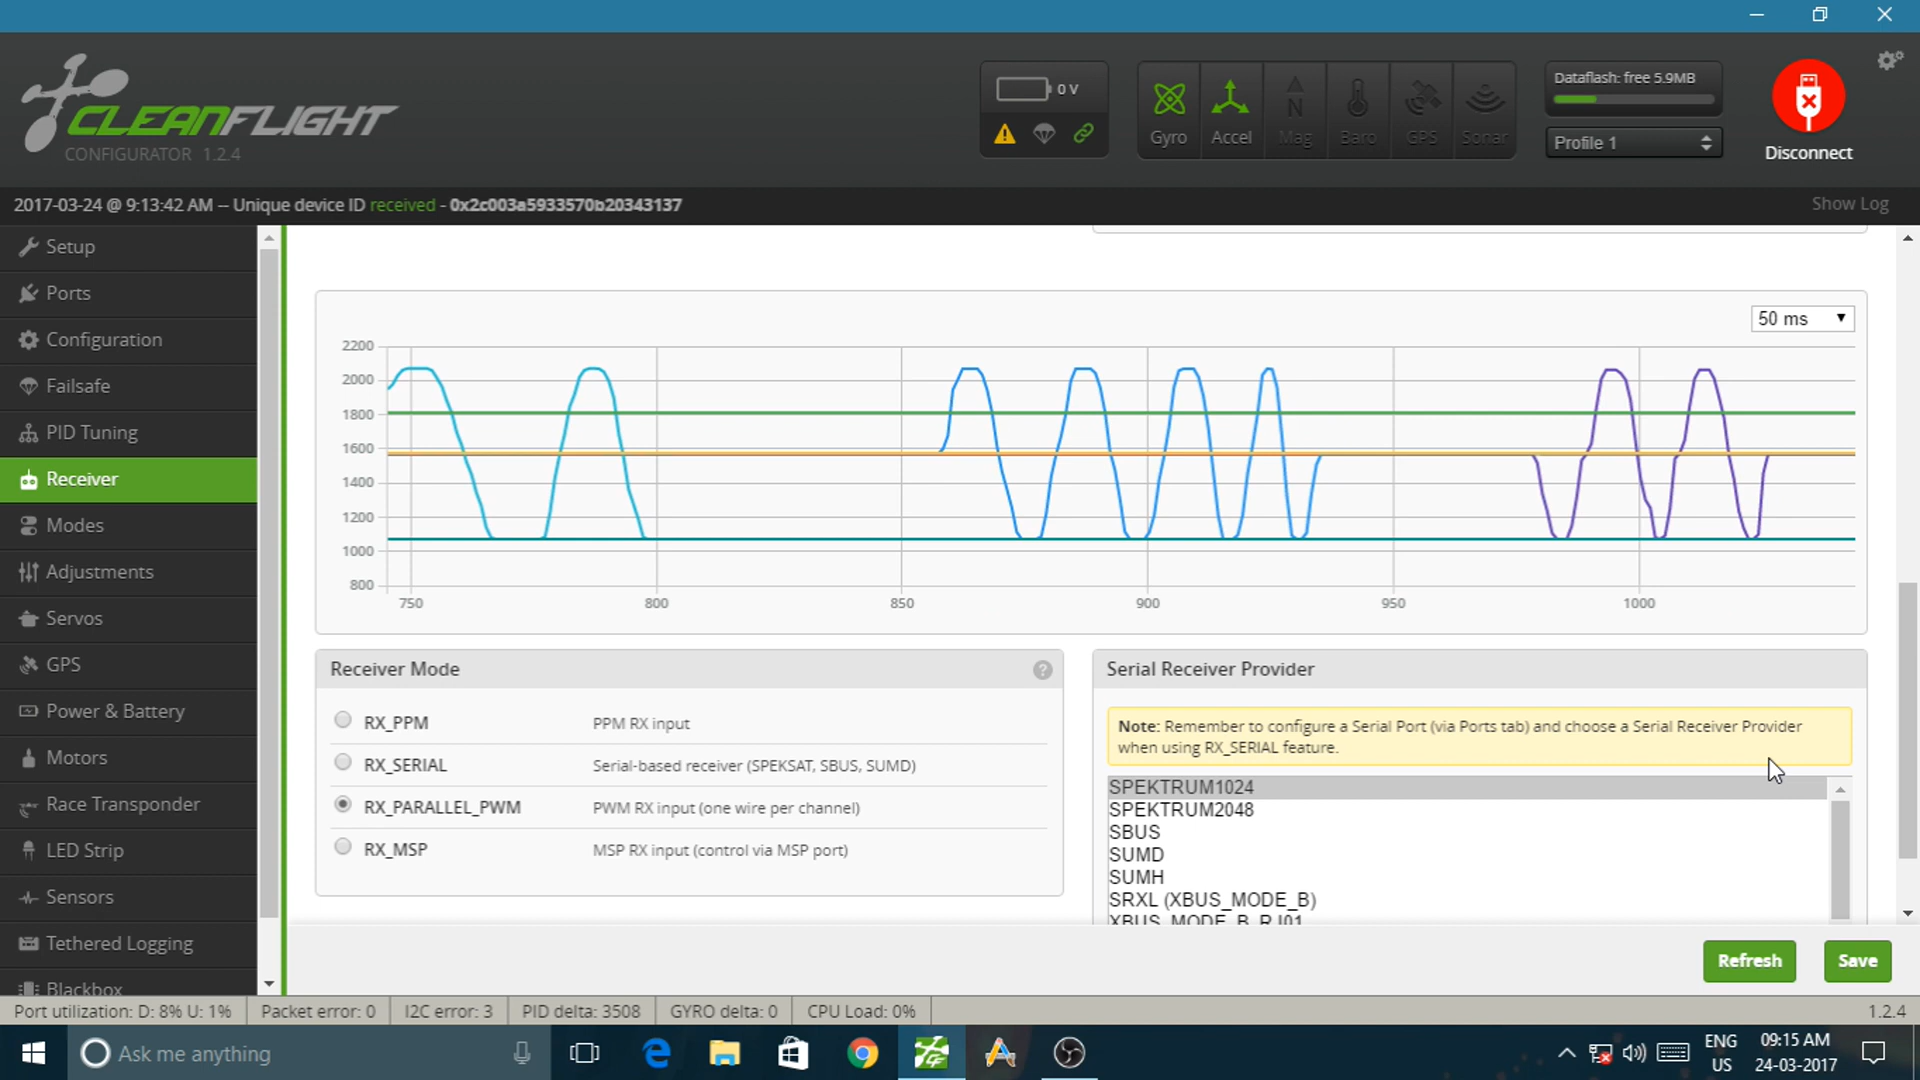 CLEANFLIGHT
CONFIGURATOR 1.2.4
0 V
Gyro
Accel
N
Mag
Baro
GPS
Sonar
Dataflash: free 5.9MB
Profile 1
Disconnect
2017-03-24 @ 9:13:42 AM -- Unique device ID received - 0x2c003a5933570b20343137
Show Log
Setup
Ports
Configuration
Failsafe
PID Tuning
Receiver
Modes
Adjustments
Servos
GPS
Power & Battery
Motors
Race Transponder
LED Strip
Sensors
Tethered Logging
Blackbox
50 ms
2200
2000
1800
1600
1400
1200
1000
800
750
800
850
900
950
1000
Receiver Mode
?
RX_PPM PPM RX input
RX_SERIAL Serial-based receiver (SPEKSAT, SBUS, SUMD)
RX_PARALLEL_PWM PWM RX input (one wire per channel)
RX_MSP MSP RX input (control via MSP port)
Serial Receiver Provider
Note: Remember to configure a Serial Port (via Ports tab) and choose a Serial Receiver Provider
when using RX_SERIAL feature.
SPEKTRUM1024
SPEKTRUM2048
SBUS
SUMD
SUMH
SRXL (XBUS_MODE_B)
XBUS_MODE_B_RJ01
Refresh
Save
Port utilization: D: 8% U: 1%
Packet error: 0
I2C error: 3
PID delta: 3508
GYRO delta: 0
CPU Load: 0%
1.2.4
Ask me anything
ENG
US
09:15 AM
24-03-2017